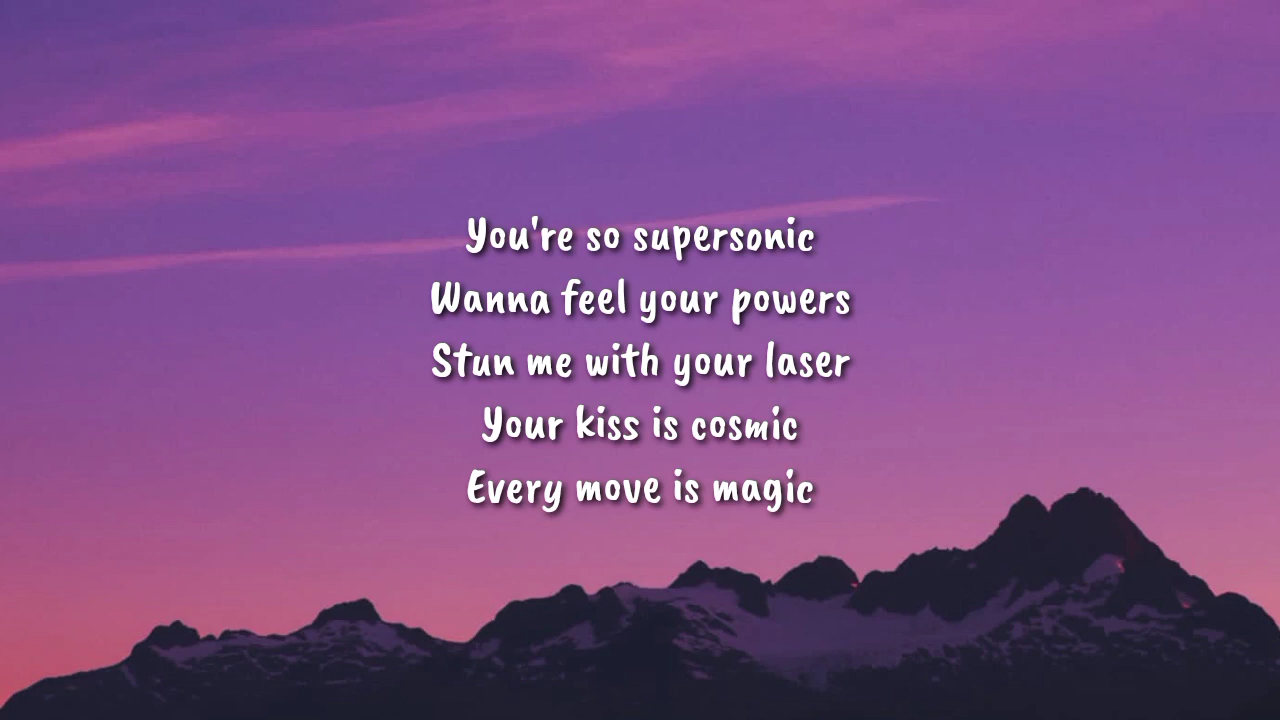 You're so supersonic
Wanna feel your powers
Stun me with your laser
Your kiss is cosmic
Every move is magic